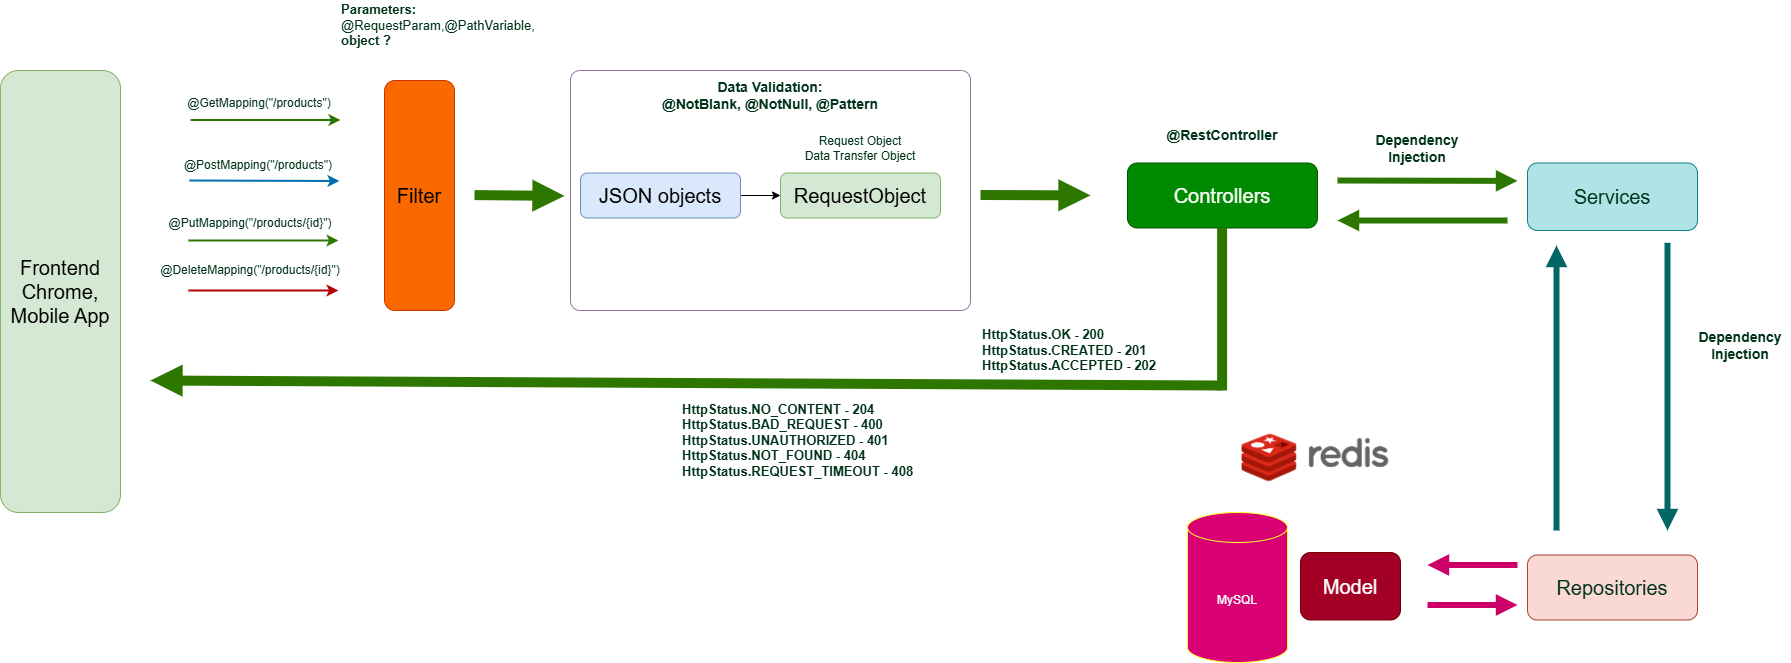 Parameters:
@RequestParam,@PathVariable,
object ?
@GetMapping("/products")
@PostMapping("/products")
@PutMapping("/products/{id}")
@DeleteMapping("/products/{id}")
Frontend
Chrome,
Mobile App
Filter
Data Validation:
@NotBlank, @NotNull, @Pattern
Request Object
Data Transfer Object
JSON objects
RequestObject
@RestController
Controllers
Dependency
Injection
Services
HttpStatus.OK - 200
HttpStatus.CREATED - 201
HttpStatus.ACCEPTED - 202
Dependency
Injection
HttpStatus.NO_CONTENT - 204
HttpStatus.BAD_REQUEST - 400
HttpStatus.UNAUTHORIZED - 401
HttpStatus.NOT_FOUND - 404
HttpStatus.REQUEST_TIMEOUT - 408
redis
MySQL
Model
Repositories